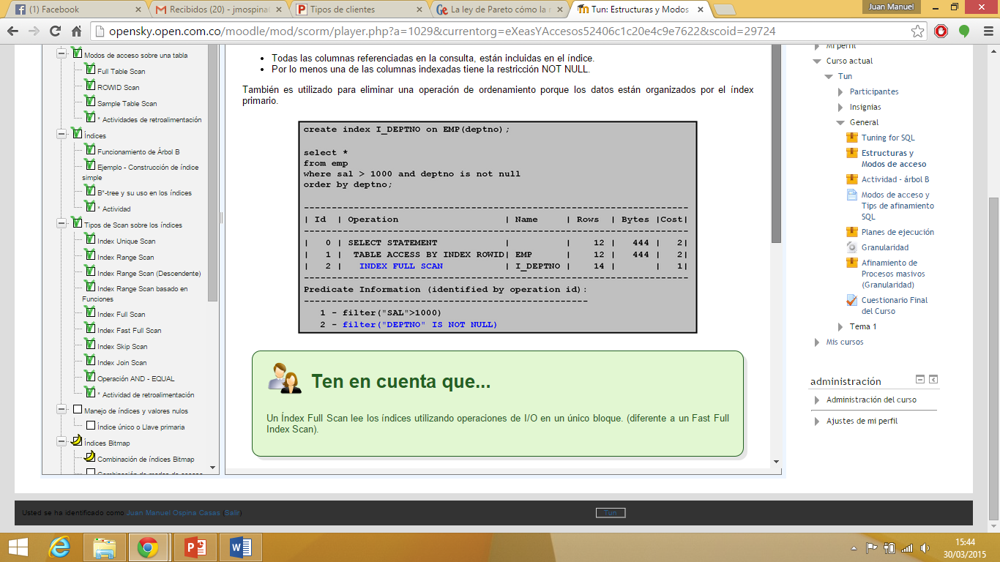 (1) Facebook
Recibidos (20) - jmospina
Tipos de clientes
La ley de Pareto cómo la
Tun: Estructuras y Modos
Juan Manuel
opensky.open.com.co/moodle/mod/scorm/player.php?a=1029&currentorg=eXeasYAccesos52406c1c20e4c9e7622&scoid=29724
Modos de acceso sobre una tabla
Full Table Scan
ROWID Scan
Sample Table Scan
* Actividades de retroalimentación
Índices
Funcionamiento de Árbol B
Ejemplo - Construcción de índice
simple
B*-tree y su uso en los índices
* Actividad
Tipos de Scan sobre los índices
Index Unique Scan
Index Range Scan
Index Range Scan (Descendente)
Index Range Scan basado en
Funciones
Index Full Scan
Index Fast Full Scan
Index Skip Scan
Index Join Scan
Operación AND - EQUAL
* Actividad de retroalimentación
Manejo de índices y valores nulos
Índice único o Llave primaria
Índices Bitmap
Combinación de índices Bitmap
• Todas las columnas referenciadas en la consulta, están incluidas en el índice.
• Por lo menos una de las columnas indexadas tiene la restricción NOT NULL.
También es utilizado para eliminar una operación de ordenamiento porque los datos están organizados por el índex
primario.
create index I_DEPTNO on EMP(deptno);
select *
from emp
where sal > 1000 and deptno is not null
order by deptno;
----------------------------------------------------------------------
| Id | Operation | Name | Rows | Bytes |Cost|
----------------------------------------------------------------------
| 0 | SELECT STATEMENT | | 12 | 444 | 2|
| 1 | TABLE ACCESS BY INDEX ROWID| EMP | 12 | 444 | 2|
| 2 | INDEX FULL SCAN | I_DEPTNO | 14 | | 1|
----------------------------------------------------------------------
Predicate Information (identified by operation id):
---------------------------------------------------
1 - filter("SAL">1000)
2 - filter("DEPTNO" IS NOT NULL)
Ten en cuenta que...
Un Índex Full Scan lee los índices utilizando operaciones de I/O en un único bloque. (diferente a un Fast Full
Index Scan).
Mi perfil
Curso actual
Tun
Participantes
Insignias
General
Tuning for SQL
Estructuras y
Modos de acceso
Actividad - árbol B
Modos de acceso y
Tips de afinamiento
SQL
Planes de ejecución
Granularidad
Afinamiento de
Procesos masivos
(Granularidad)
Cuestionario Final
del Curso
Tema 1
Mis cursos
administración
Administración del curso
Ajustes de mi perfil
Usted se ha identificado como Juan Manuel Ospina Casas (Salir)
Tun
15:44
30/03/2015